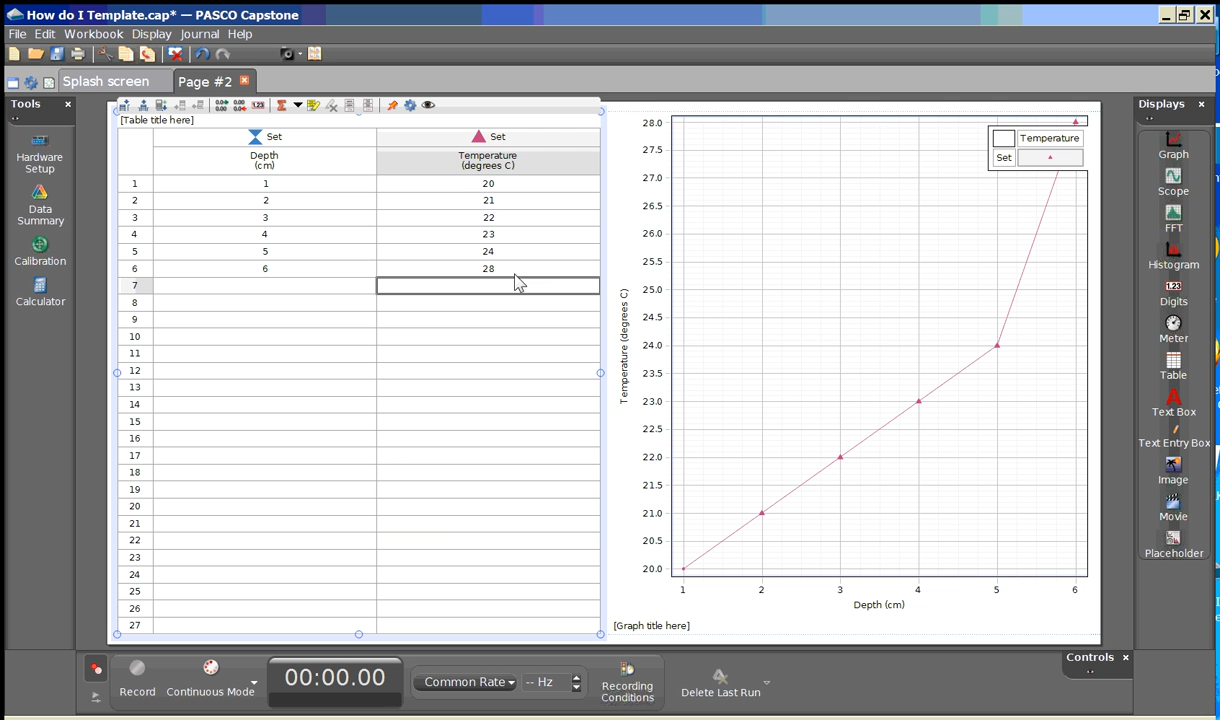 How do I Template.cap* — PASCO Capstone
File Edit Workbook Display Journal Help
Splash screen
Page #2
Tools
Hardware
Setup
Data
Summary
Calibration
Calculator
[Table title here]
Set Set
Depth
(cm)
Temperature
(degrees C)
1 1 20
2 2 21
3 3 22
4 4 23
5 5 24
6 6 28
7
8
9
10
11
12
13
14
15
16
17
18
19
20
21
22
23
24
25
26
27
Temperature (degrees C)
28.0
27.5
27.0
26.5
26.0
25.5
25.0
24.5
24.0
23.5
23.0
22.5
22.0
21.5
21.0
20.5
20.0
Temperature
Set
1 2 3 4 5 6
Depth (cm)
[Graph title here]
Displays
Graph
Scope
FFT
Histogram
1.23
Digits
Meter
Table
Text Box
Text Entry Box
Image
Movie
Placeholder
Record
Continuous Mode
00:00.00
Common Rate
-- Hz
Recording
Conditions
Delete Last Run
Controls